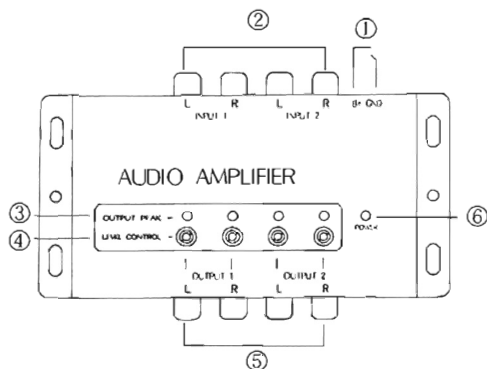 ② ①
L R L R B+ GND
INPUT 1 INPUT 2
AUDIO AMPLIFIER
③ OUTPUT PEAK ⑥
④ LEVEL CONTROL POWER
OUTPUT 1 OUTPUT 2
L R L R
⑤